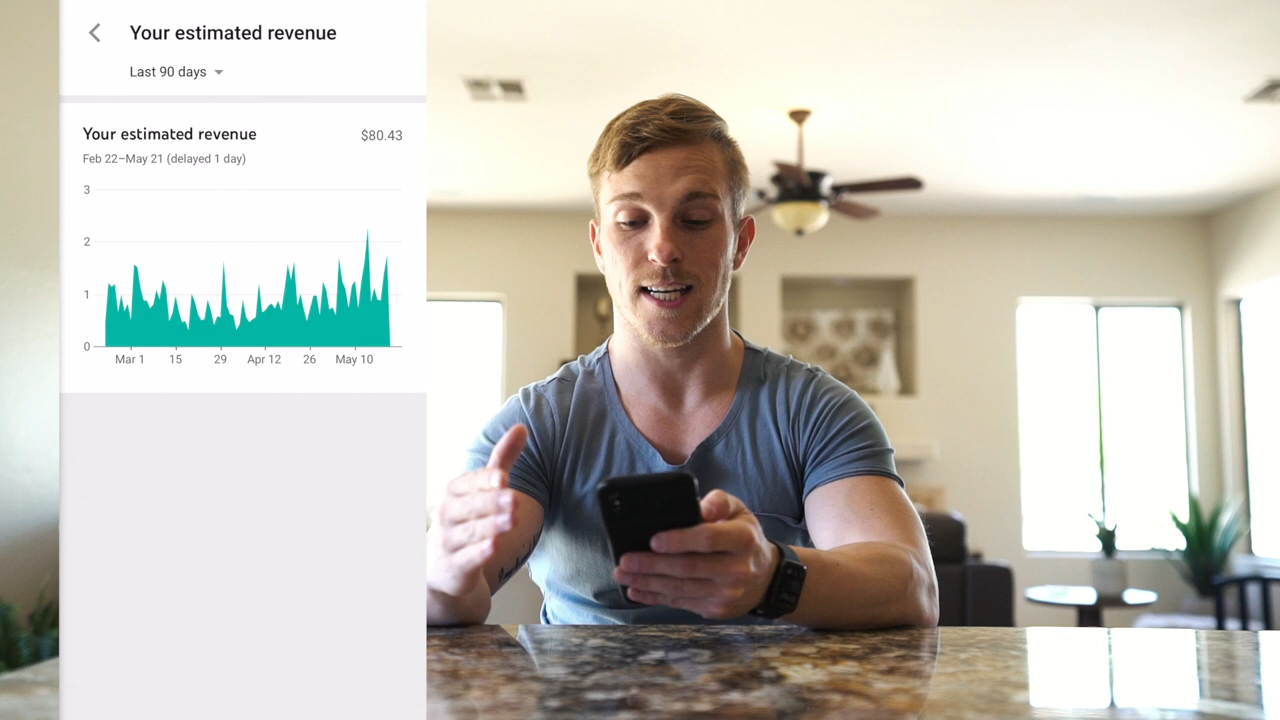 Your estimated revenue
Last 90 days
Your estimated revenue $80.43
Feb 22–May 21 (delayed 1 day)
3
2
1
0
Mar 1 15 29 Apr 12 26 May 10